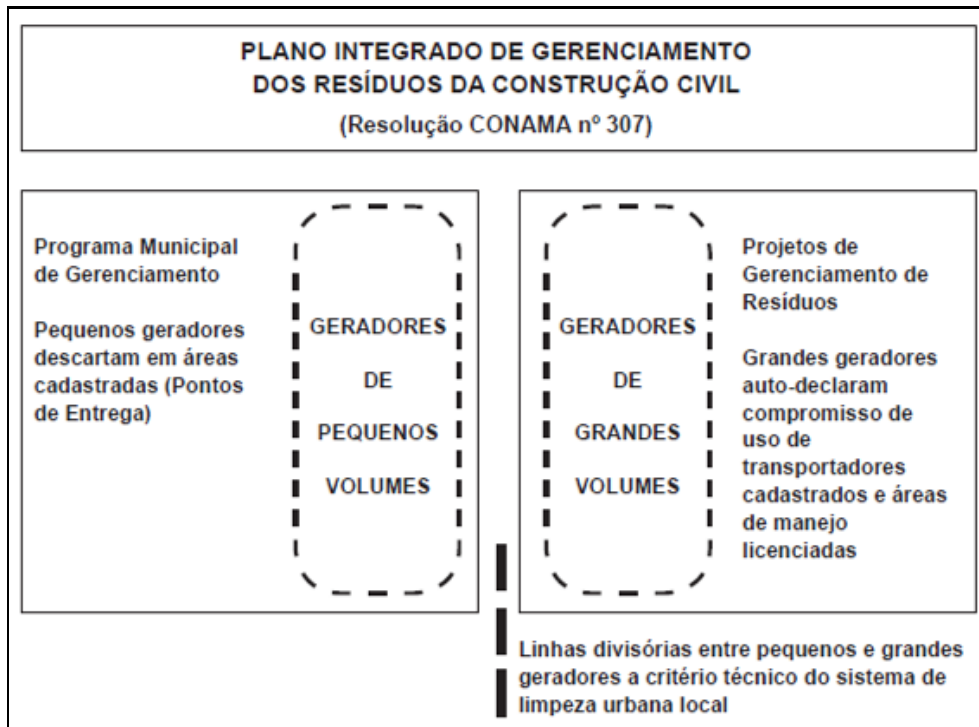 PLANO INTEGRADO DE GERENCIAMENTO
DOS RESÍDUOS DA CONSTRUÇÃO CIVIL
(Resolução CONAMA nº 307)
Programa Municipal
de Gerenciamento
Pequenos geradores
descartam em áreas
cadastradas (Pontos
de Entrega)
GERADORES
DE
PEQUENOS
VOLUMES
GERADORES
DE
GRANDES
VOLUMES
Projetos de
Gerenciamento de
Resíduos
Grandes geradores
auto-declaram
compromisso de
uso de
transportadores
cadastrados e áreas
de manejo
licenciadas
Linhas divisórias entre pequenos e grandes
geradores a critério técnico do sistema de
limpeza urbana local